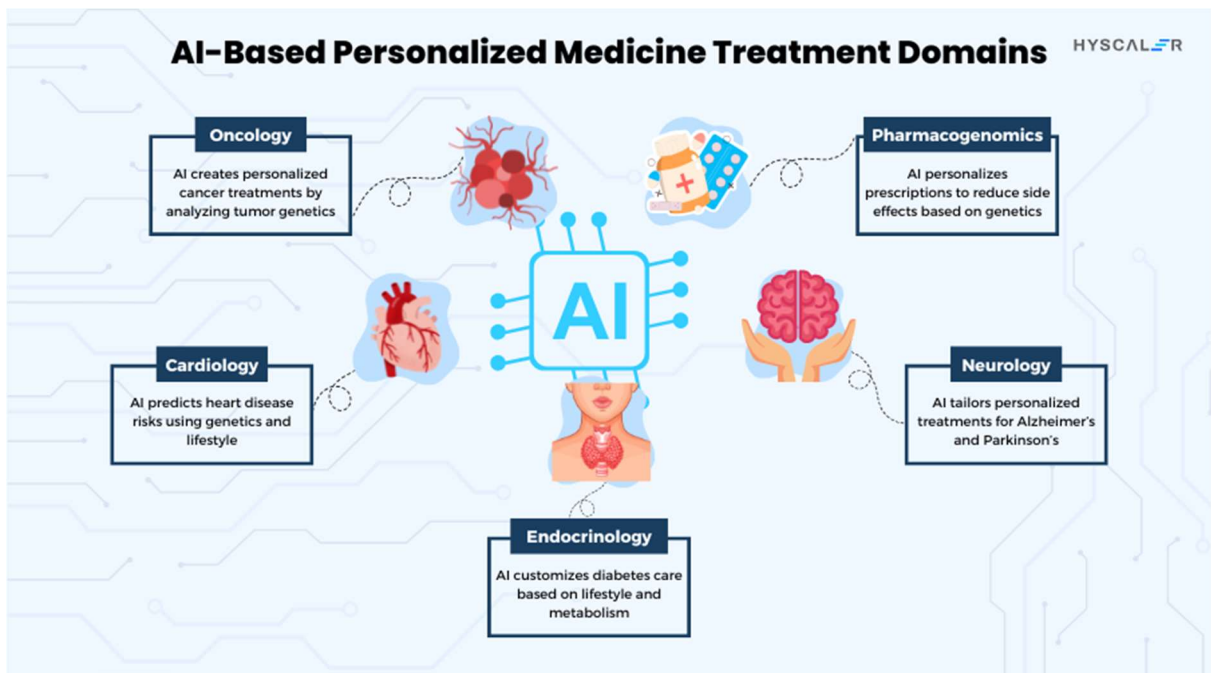 AI-Based Personalized Medicine Treatment Domains
HYSCALER
Oncology
AI creates personalized
cancer treatments by
analyzing tumor genetics
Pharmacogenomics
AI personalizes
prescriptions to reduce side
effects based on genetics
AI
Cardiology
AI predicts heart disease
risks using genetics and
lifestyle
Neurology
AI tailors personalized
treatments for Alzheimer's
and Parkinson's
Endocrinology
AI customizes diabetes care
based on lifestyle and
metabolism